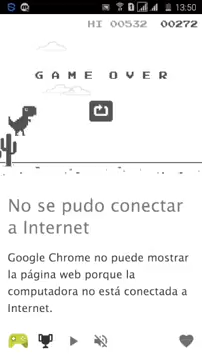 13:50
HI 00532 00272
GAME OVER
No se pudo conectar
a Internet
Google Chrome no puede mostrar
la página web porque la
computadora no está conectada a
Internet.